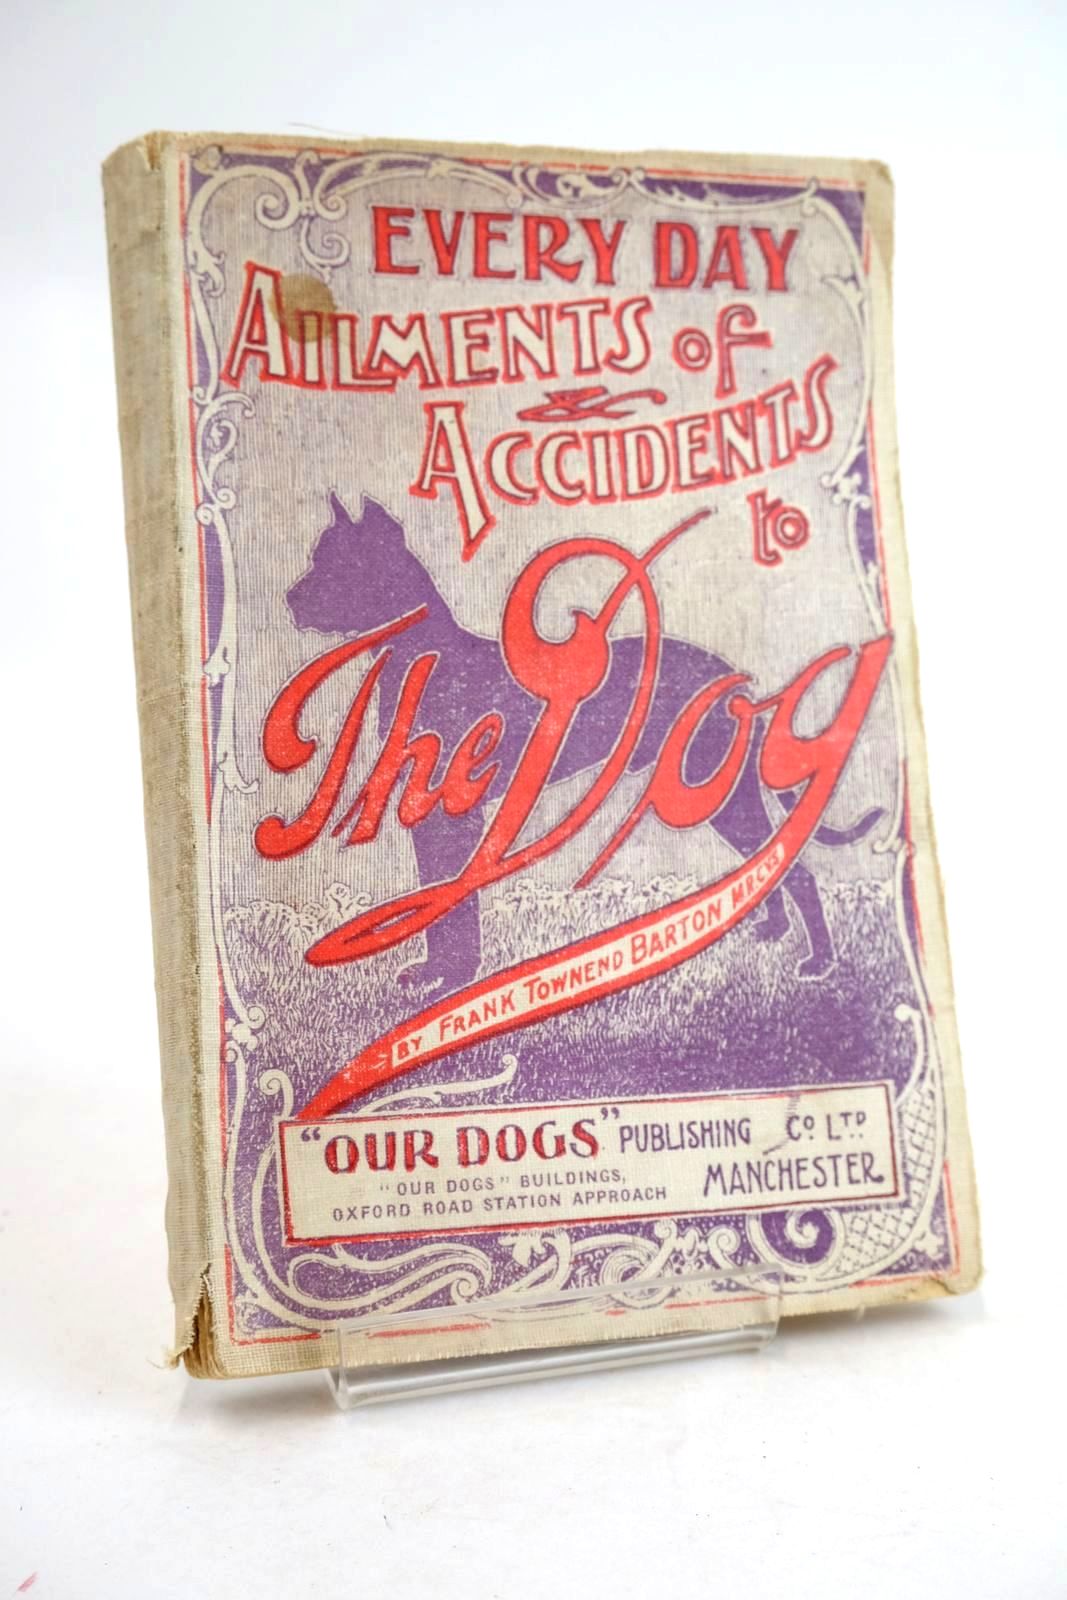 EVERY DAY
AILMENTS of
&
ACCIDENTS
to
The Dog
BY FRANK TOWNEND BARTON M.R.C.V.S
"OUR DOGS" PUBLISHING Co LTD
"OUR DOGS" BUILDINGS,
OXFORD ROAD STATION APPROACH
MANCHESTER